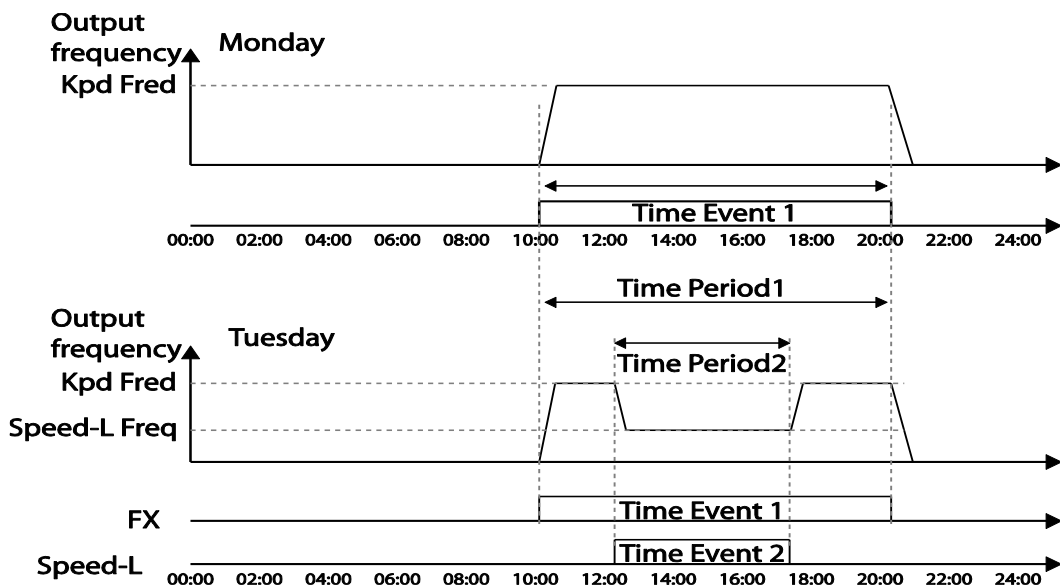 Output
frequency
Monday
Kpd Fred
Time Event 1
00:00 02:00 04:00 06:00 08:00 10:00 12:00 14:00 16:00 18:00 20:00 22:00 24:00
Time Period1
Output
frequency
Tuesday
Time Period2
Kpd Fred
Speed-L Freq
FX
Time Event 1
Time Event 2
Speed-L
00:00 02:00 04:00 06:00 08:00 10:00 12:00 14:00 16:00 18:00 20:00 22:00 24:00